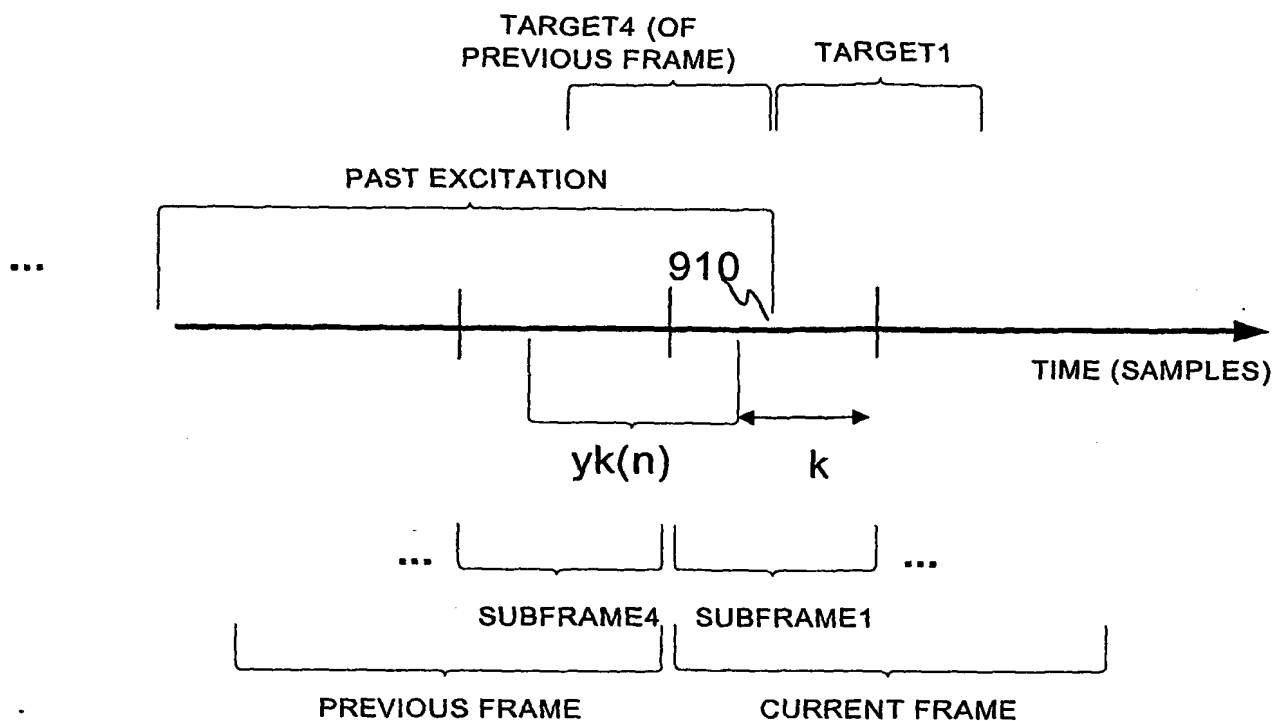 TARGET4 (OF
PREVIOUS FRAME)
TARGET1
PAST EXCITATION
...
910
TIME (SAMPLES)
yk(n)
k
...
...
SUBFRAME4
SUBFRAME1
PREVIOUS FRAME
CURRENT FRAME